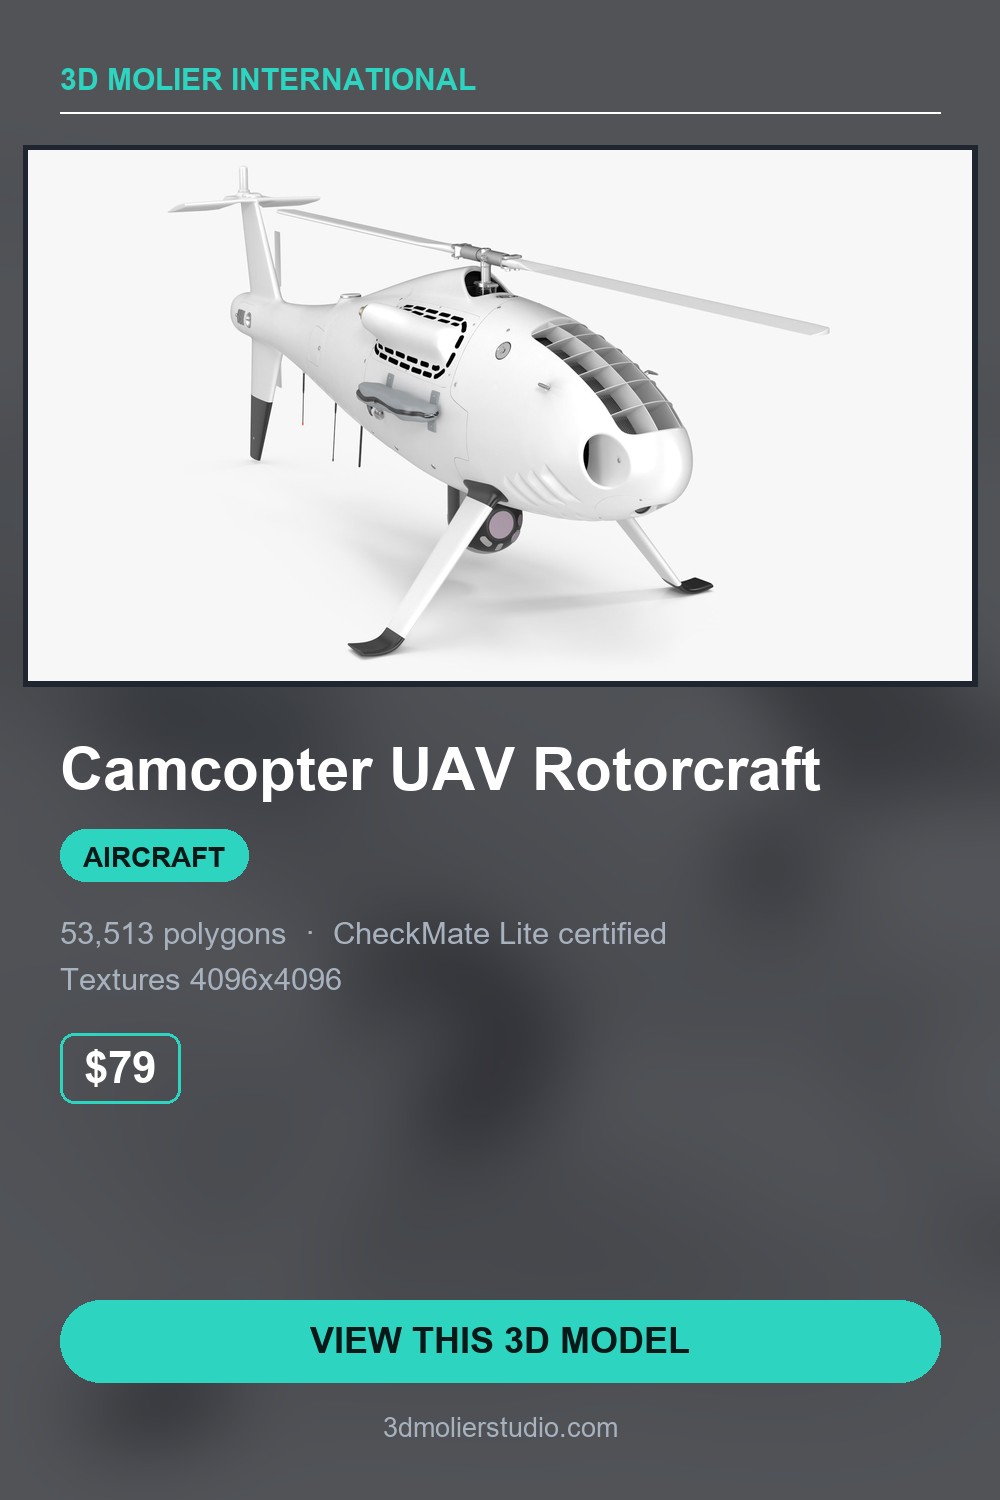 3D MOLIER INTERNATIONAL
Camcopter UAV Rotorcraft
AIRCRAFT
53,513 polygons · CheckMate Lite certified
Textures 4096x4096
$79
VIEW THIS 3D MODEL
3dmolierstudio.com